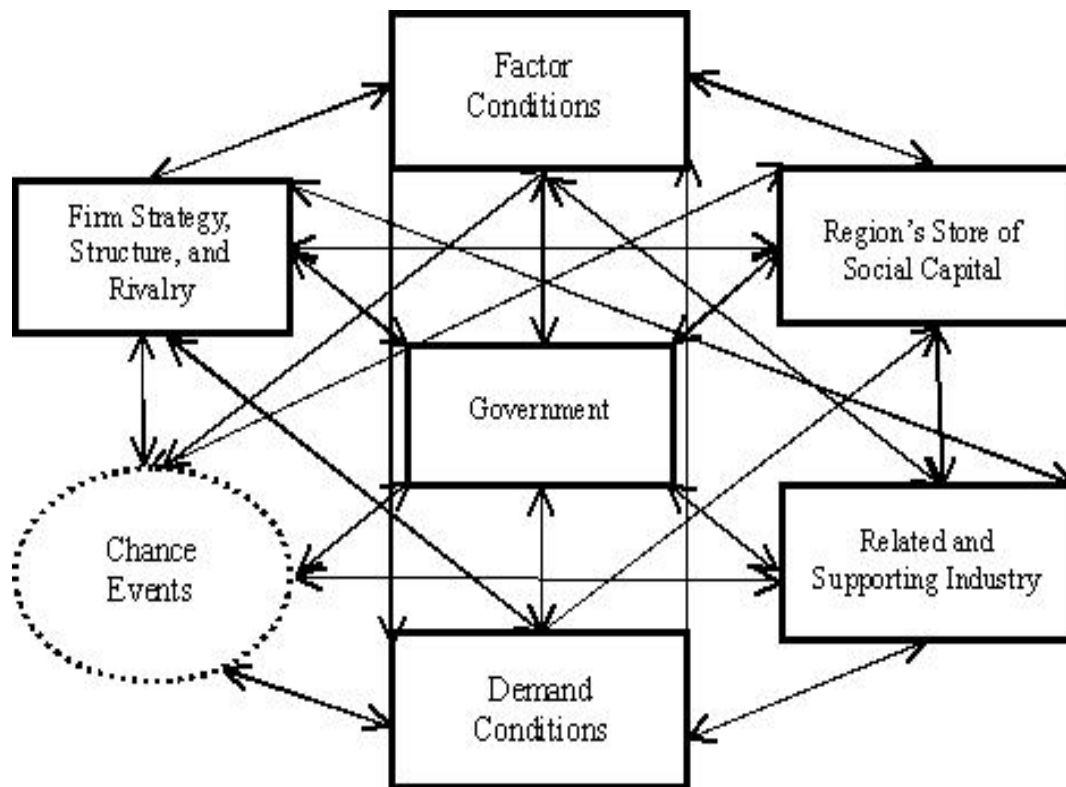 Factor
Conditions
Firm Strategy,
Structure, and
Rivalry
Region's Store of
Social Capital
Government
Chance
Events
Related and
Supporting Industry
Demand
Conditions